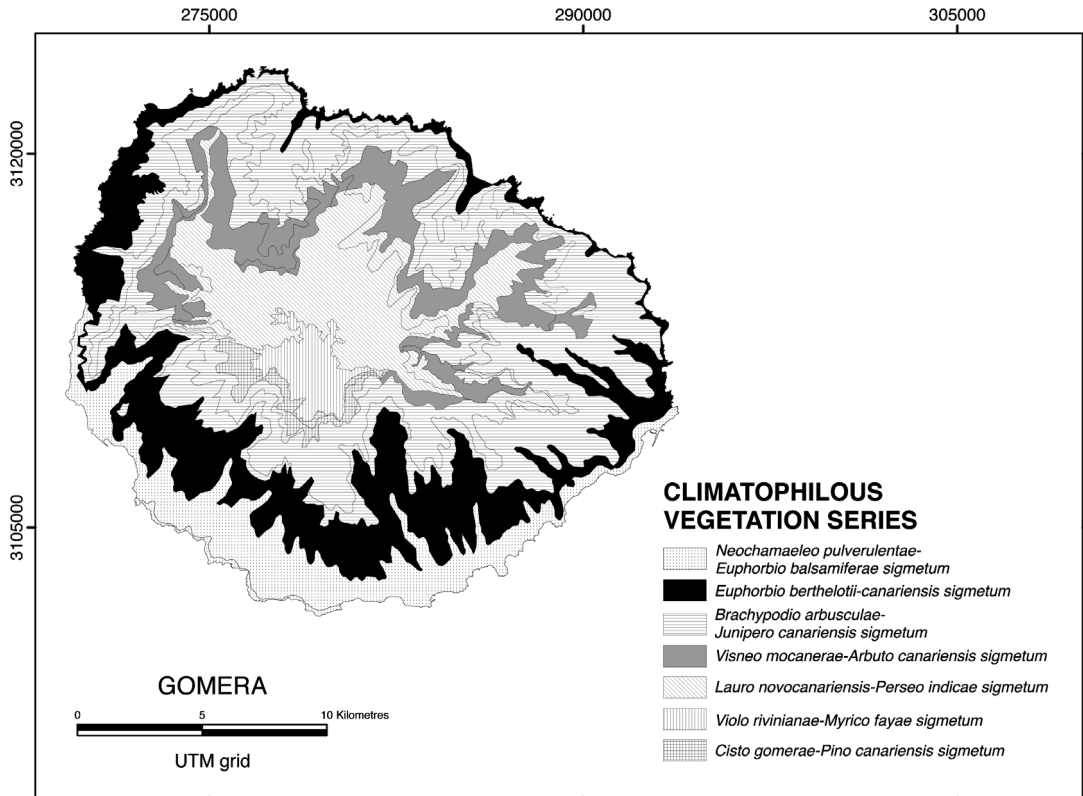 275000
290000
305000
3120000
3105000
CLIMATOPHILOUS
VEGETATION SERIES
Neochamaeleo pulverulentae-
Euphorbio balsamiferae sigmetum
Euphorbio berthelotii-canariensis sigmetum
Brachypodio arbusculae-
Junipero canariensis sigmetum
Visneo mocanerae-Arbuto canariensis sigmetum
Lauro novocanariensis-Perseo indicae sigmetum
Violo rivinianae-Myrico fayae sigmetum
Cisto gomerae-Pino canariensis sigmetum
GOMERA
0 5 10 Kilometres
UTM grid